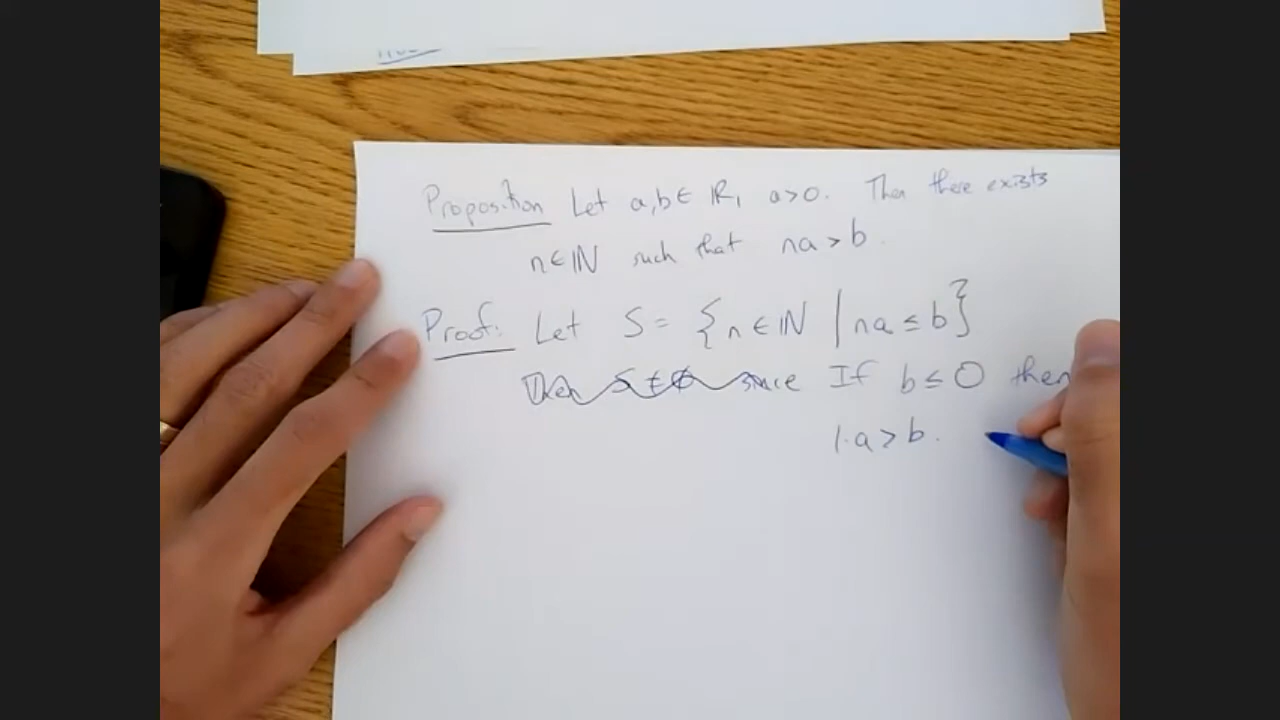 Proposition Let a,b ∈ ℝ, a>0. Then there exists
n ∈ ℕ such that na > b.
Proof: Let S = {n ∈ ℕ | na ≤ b}
Then S ≠ ∅ since If b ≤ 0 then
1·a > b.